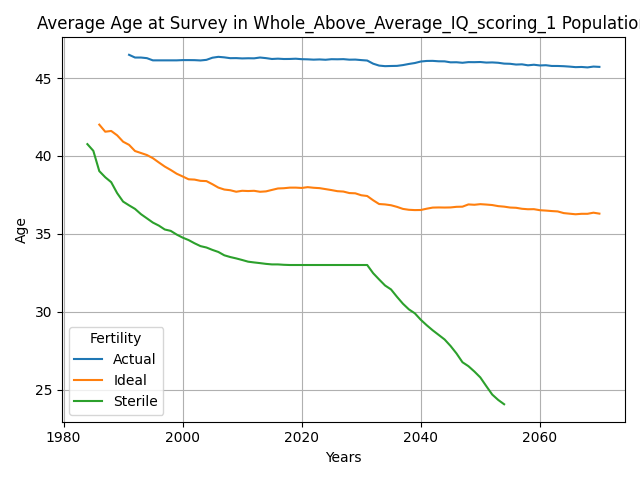 Average Age at Survey in Whole_Above_Average_IQ_scoring_1 Population
Age
45
40
35
30
25
Fertility
Actual
Ideal
Sterile
1980
2000
2020
2040
2060
Years